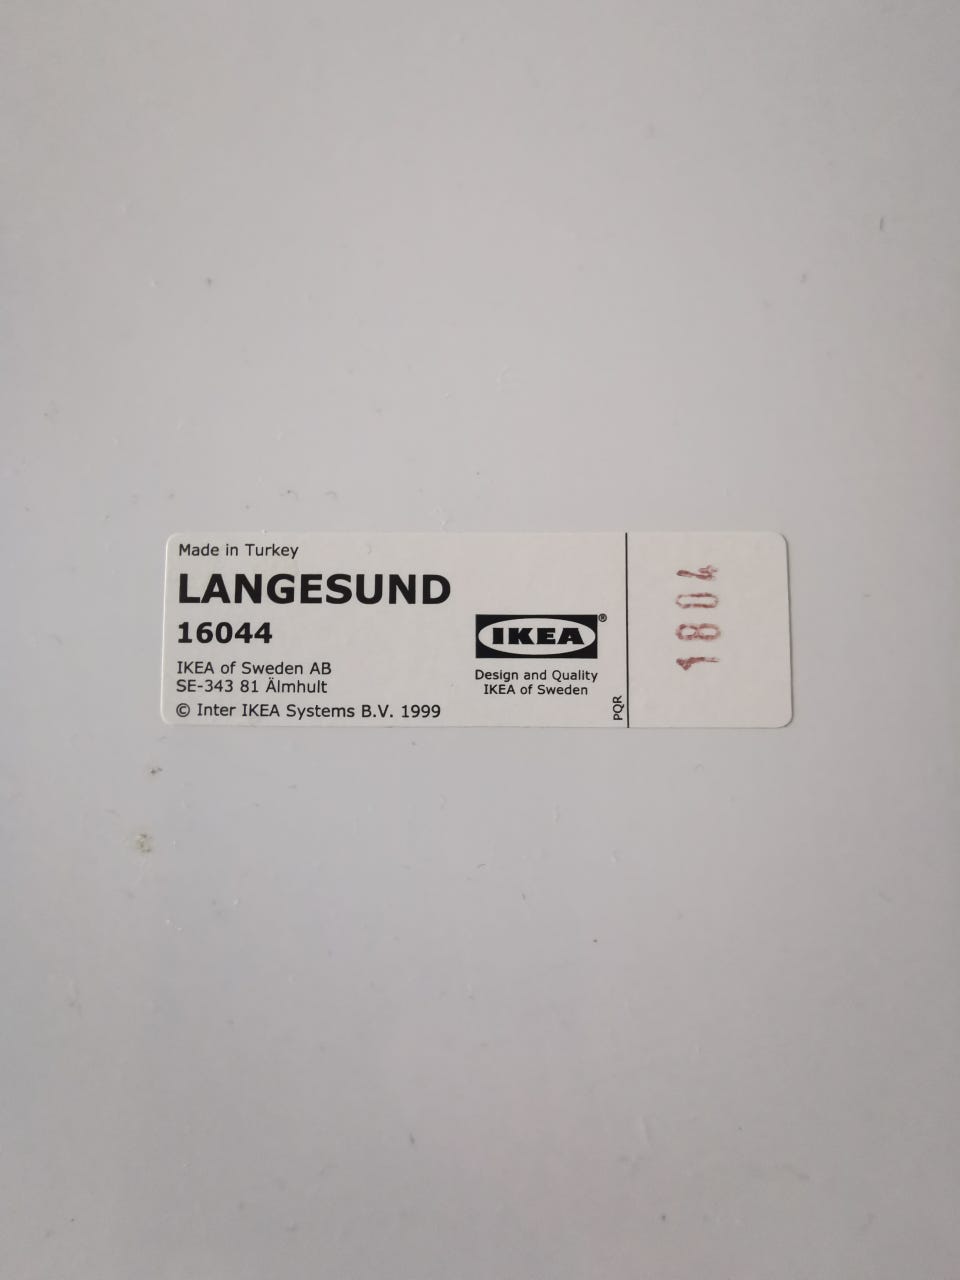 Made in Turkey
LANGESUND
16044
IKEA of Sweden AB
SE-343 81 Älmhult
© Inter IKEA Systems B.V. 1999
IKEA®
Design and Quality
IKEA of Sweden
PQR
1804